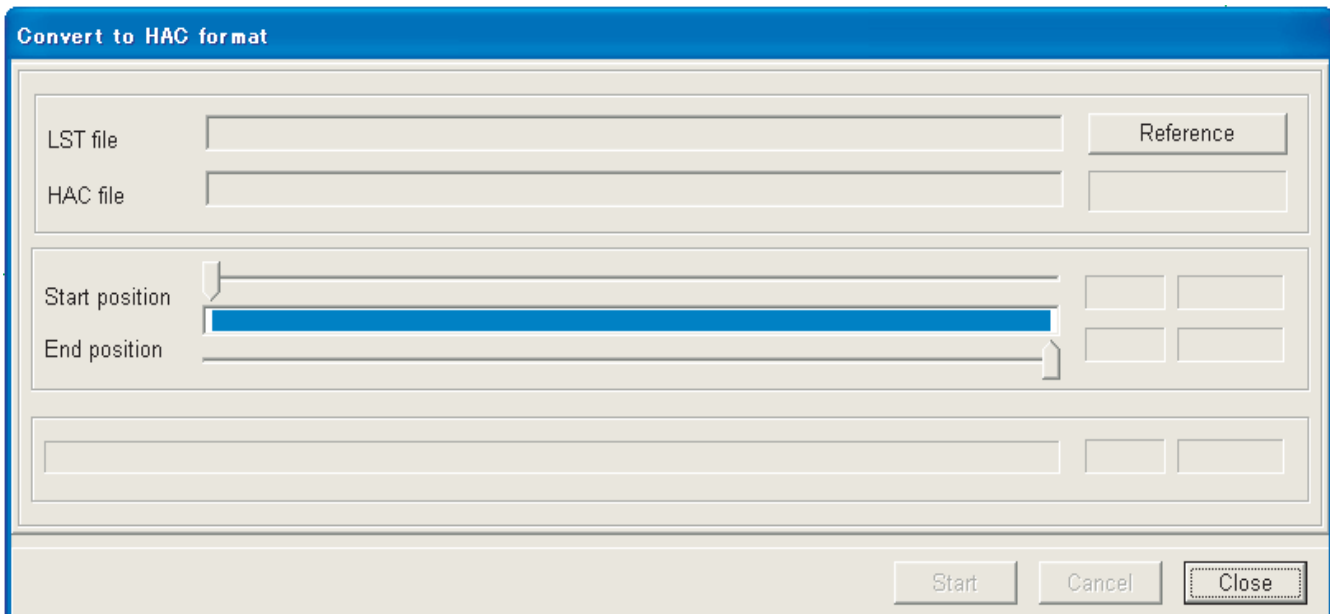 Convert to HAC format
LST file
Reference
HAC file
Start position
End position
Start
Cancel
Close